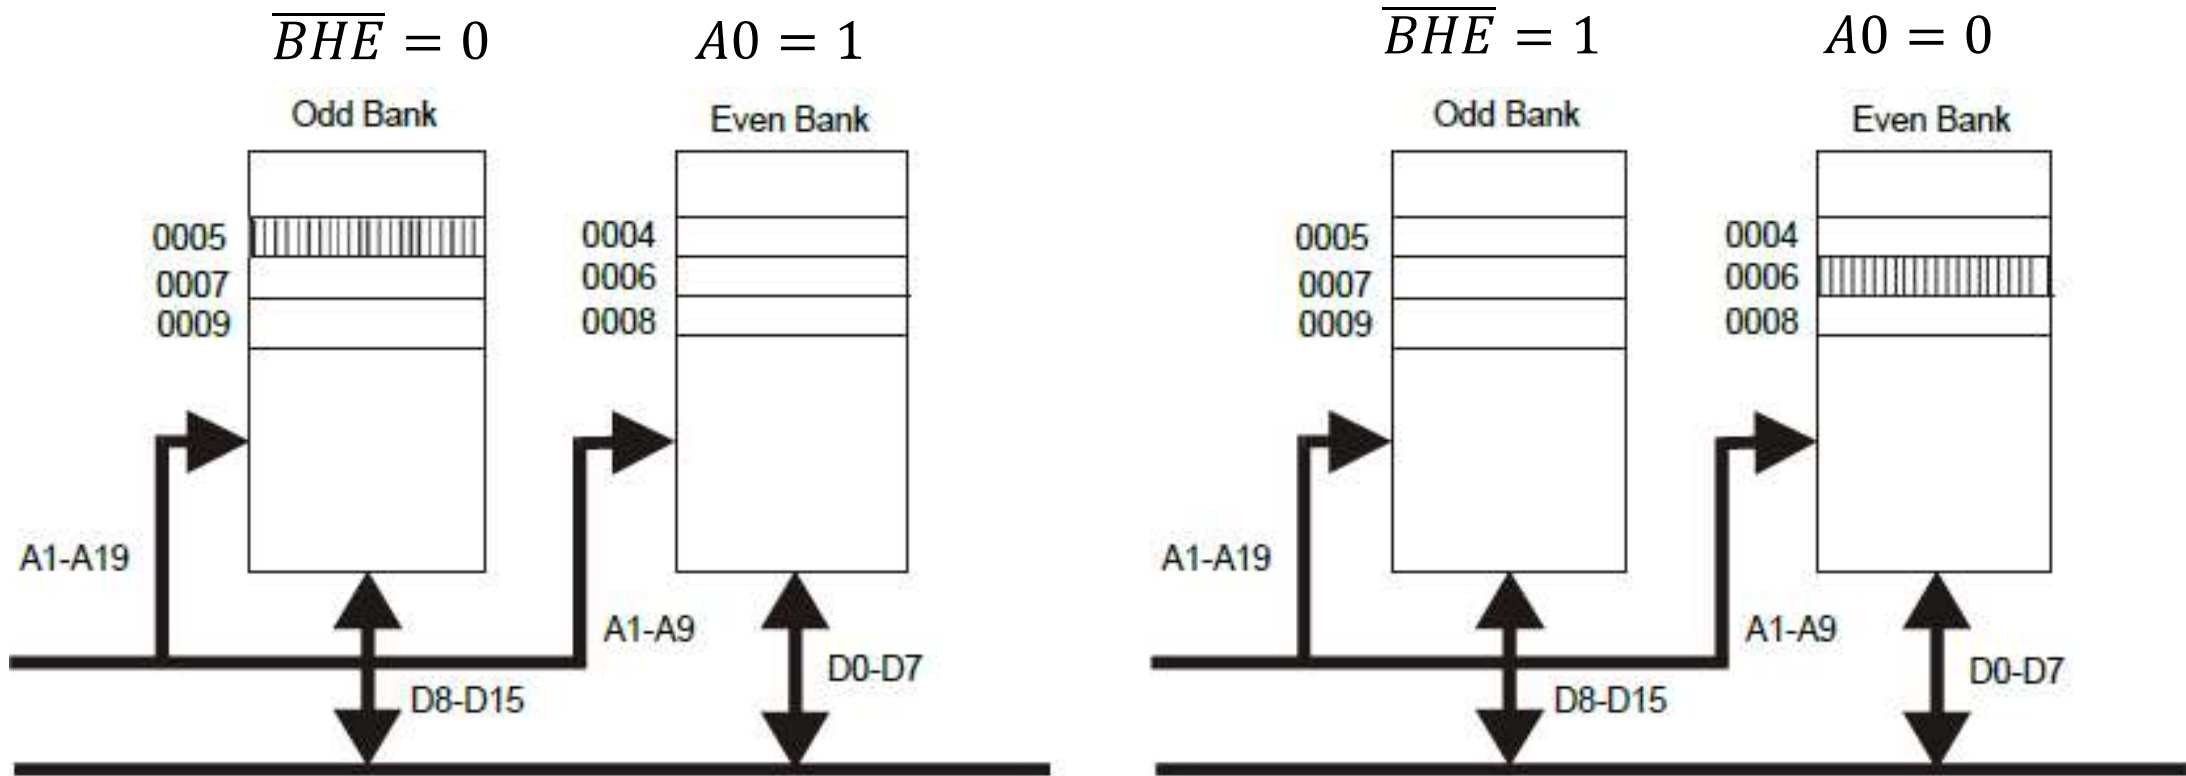 $\overline{BHE} = 0$
$A0 = 1$
Odd Bank
Even Bank
0005
0007
0009
0004
0006
0008
A1-A19
A1-A9
D8-D15
D0-D7
$\overline{BHE} = 1$
$A0 = 0$
Odd Bank
Even Bank
0005
0007
0009
0004
0006
0008
A1-A19
A1-A9
D8-D15
D0-D7